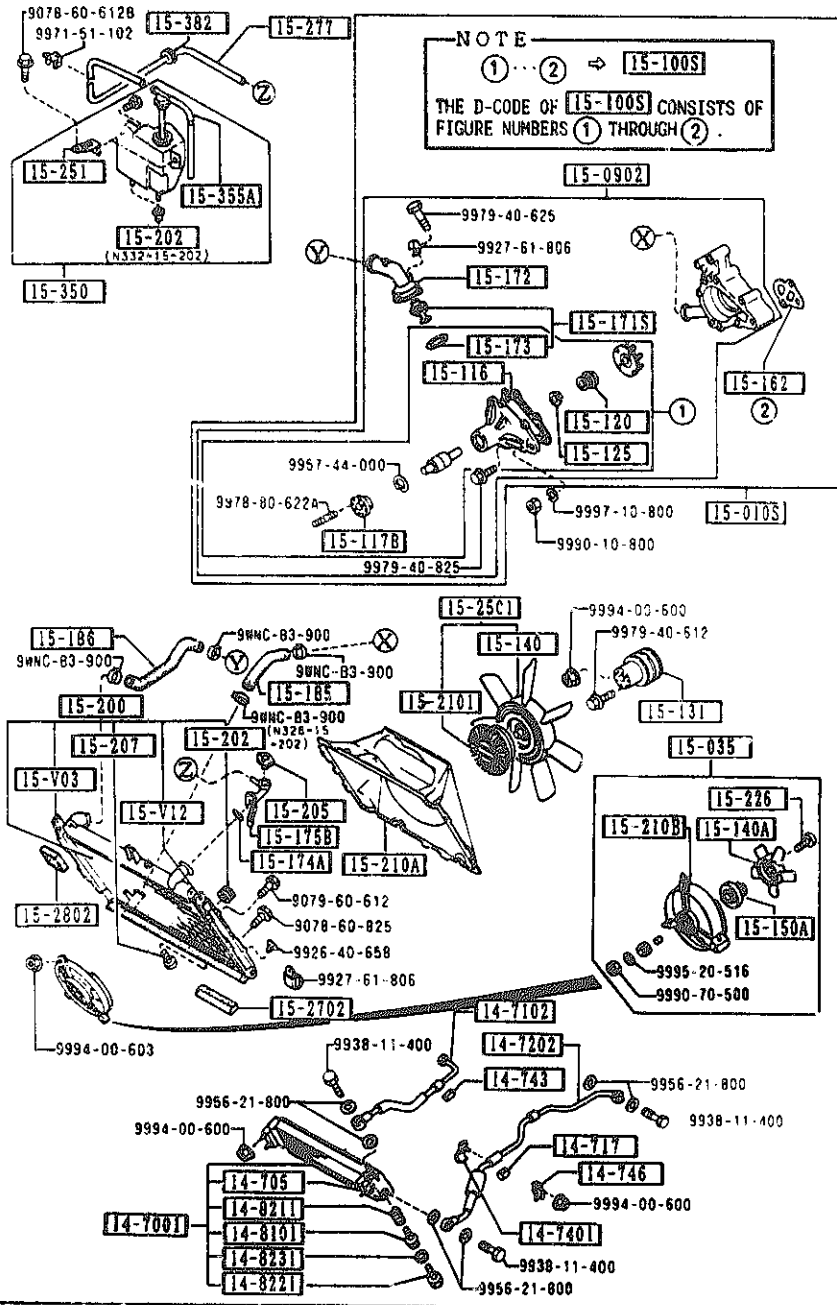 9078-60-612B
15-382
9971-51-102
15-277
NOTE
① ··· ② ⇨ 15-100S
THE D-CODE OF 15-100S CONSISTS OF
FIGURE NUMBERS ① THROUGH ② .
Z
15-251
15-355A
15-202
(N332-15-202)
15-350
15-0902
9979-40-625
X
Y
9927-61-806
15-172
15-171S
15-173
15-116
15-162
②
15-120
①
15-125
9957-44-000
9978-80-622A
9997-10-800
15-010S
15-117B
9990-10-800
9979-40-825
15-25C1
9994-00-600
15-186
9WNC-B3-900
X
15-140
9979-40-612
9WNC-B3-900
Y
9WNC-B3-900
15-185
15-2101
15-131
15-200
9WNC-B3-900
(N326-15
-202)
15-207
15-202
15-035
15-V03
Z
15-V12
15-205
15-226
15-175B
15-210B
15-140A
15-174A
15-210A
9079-60-612
15-2802
9078-60-825
15-150A
9926-40-658
9995-20-516
9927-61-806
9990-70-500
15-2702
14-7102
9994-00-603
9938-11-400
14-7202
14-743
9956-21-800
9956-21-800
9938-11-400
9994-00-600
14-717
14-746
14-705
9994-00-600
14-8211
14-7001
14-8101
14-7401
14-8231
9938-11-400
14-8221
9956-21-800